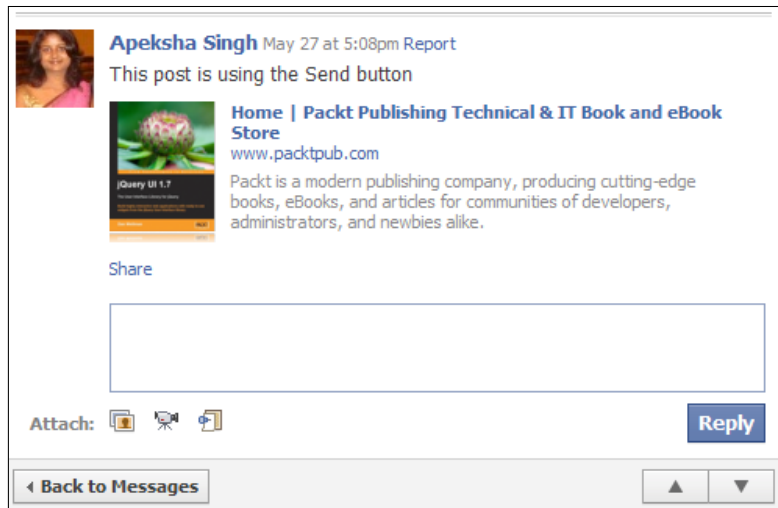 Apeksha Singh May 27 at 5:08pm Report
This post is using the Send button
Home | Packt Publishing Technical & IT Book and eBook
Store
www.packtpub.com
jQuery UI 1.7
Packt is a modern publishing company, producing cutting-edge
books, eBooks, and articles for communities of developers,
administrators, and newbies alike.
Share
Attach:
Reply
Back to Messages